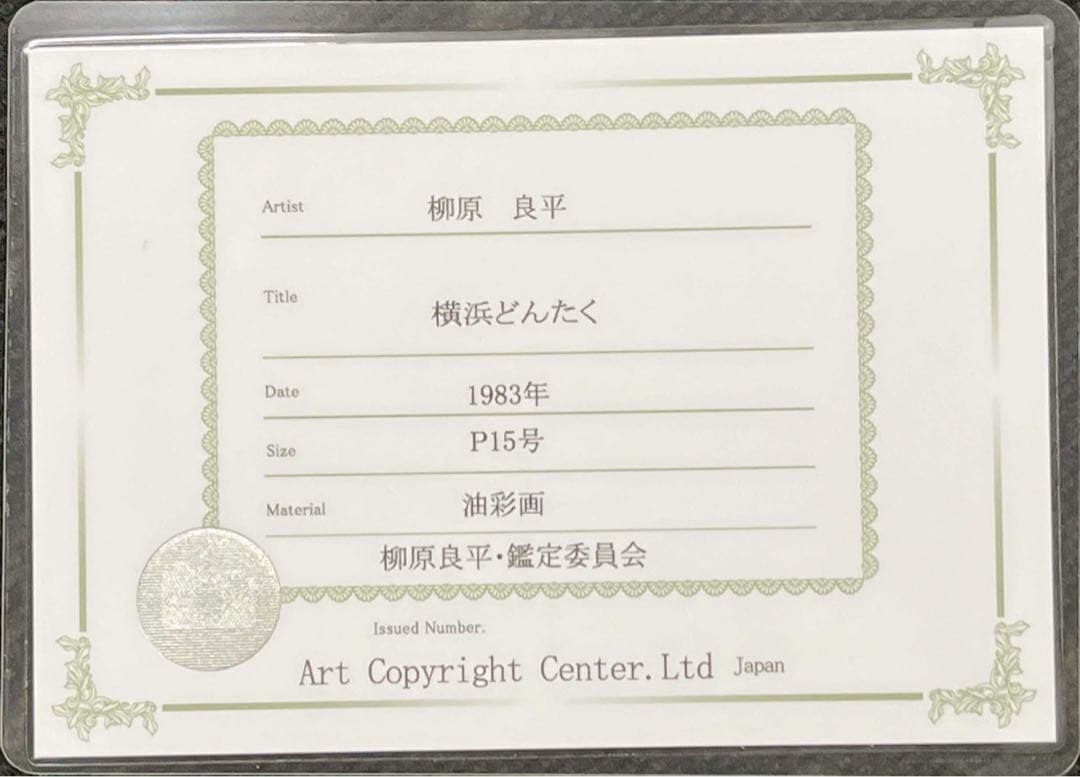 Artist 柳原 良平
Title 横浜どんたく
Date 1983年
Size P15号
Material 油彩画
柳原良平・鑑定委員会
Issued Number.
Art Copyright Center.Ltd Japan